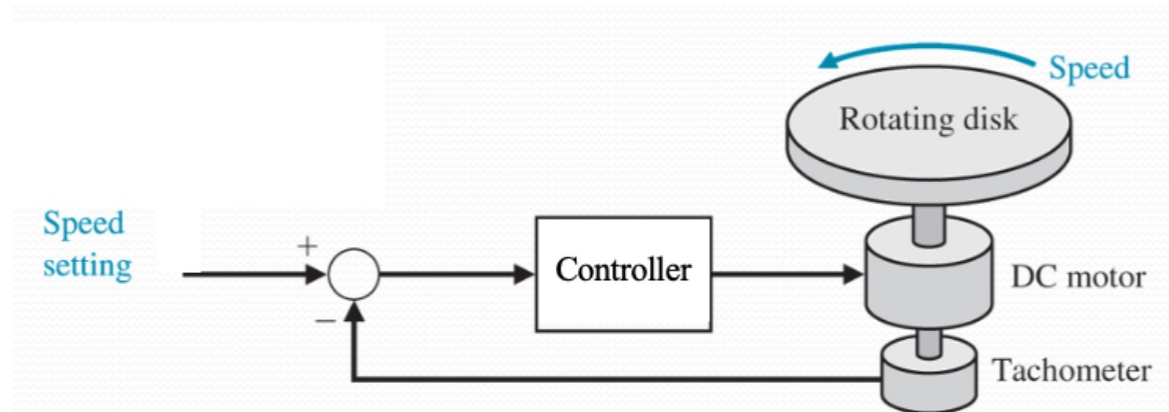 Speed
Rotating disk
Speed
setting
+
Controller
DC motor
−
Tachometer